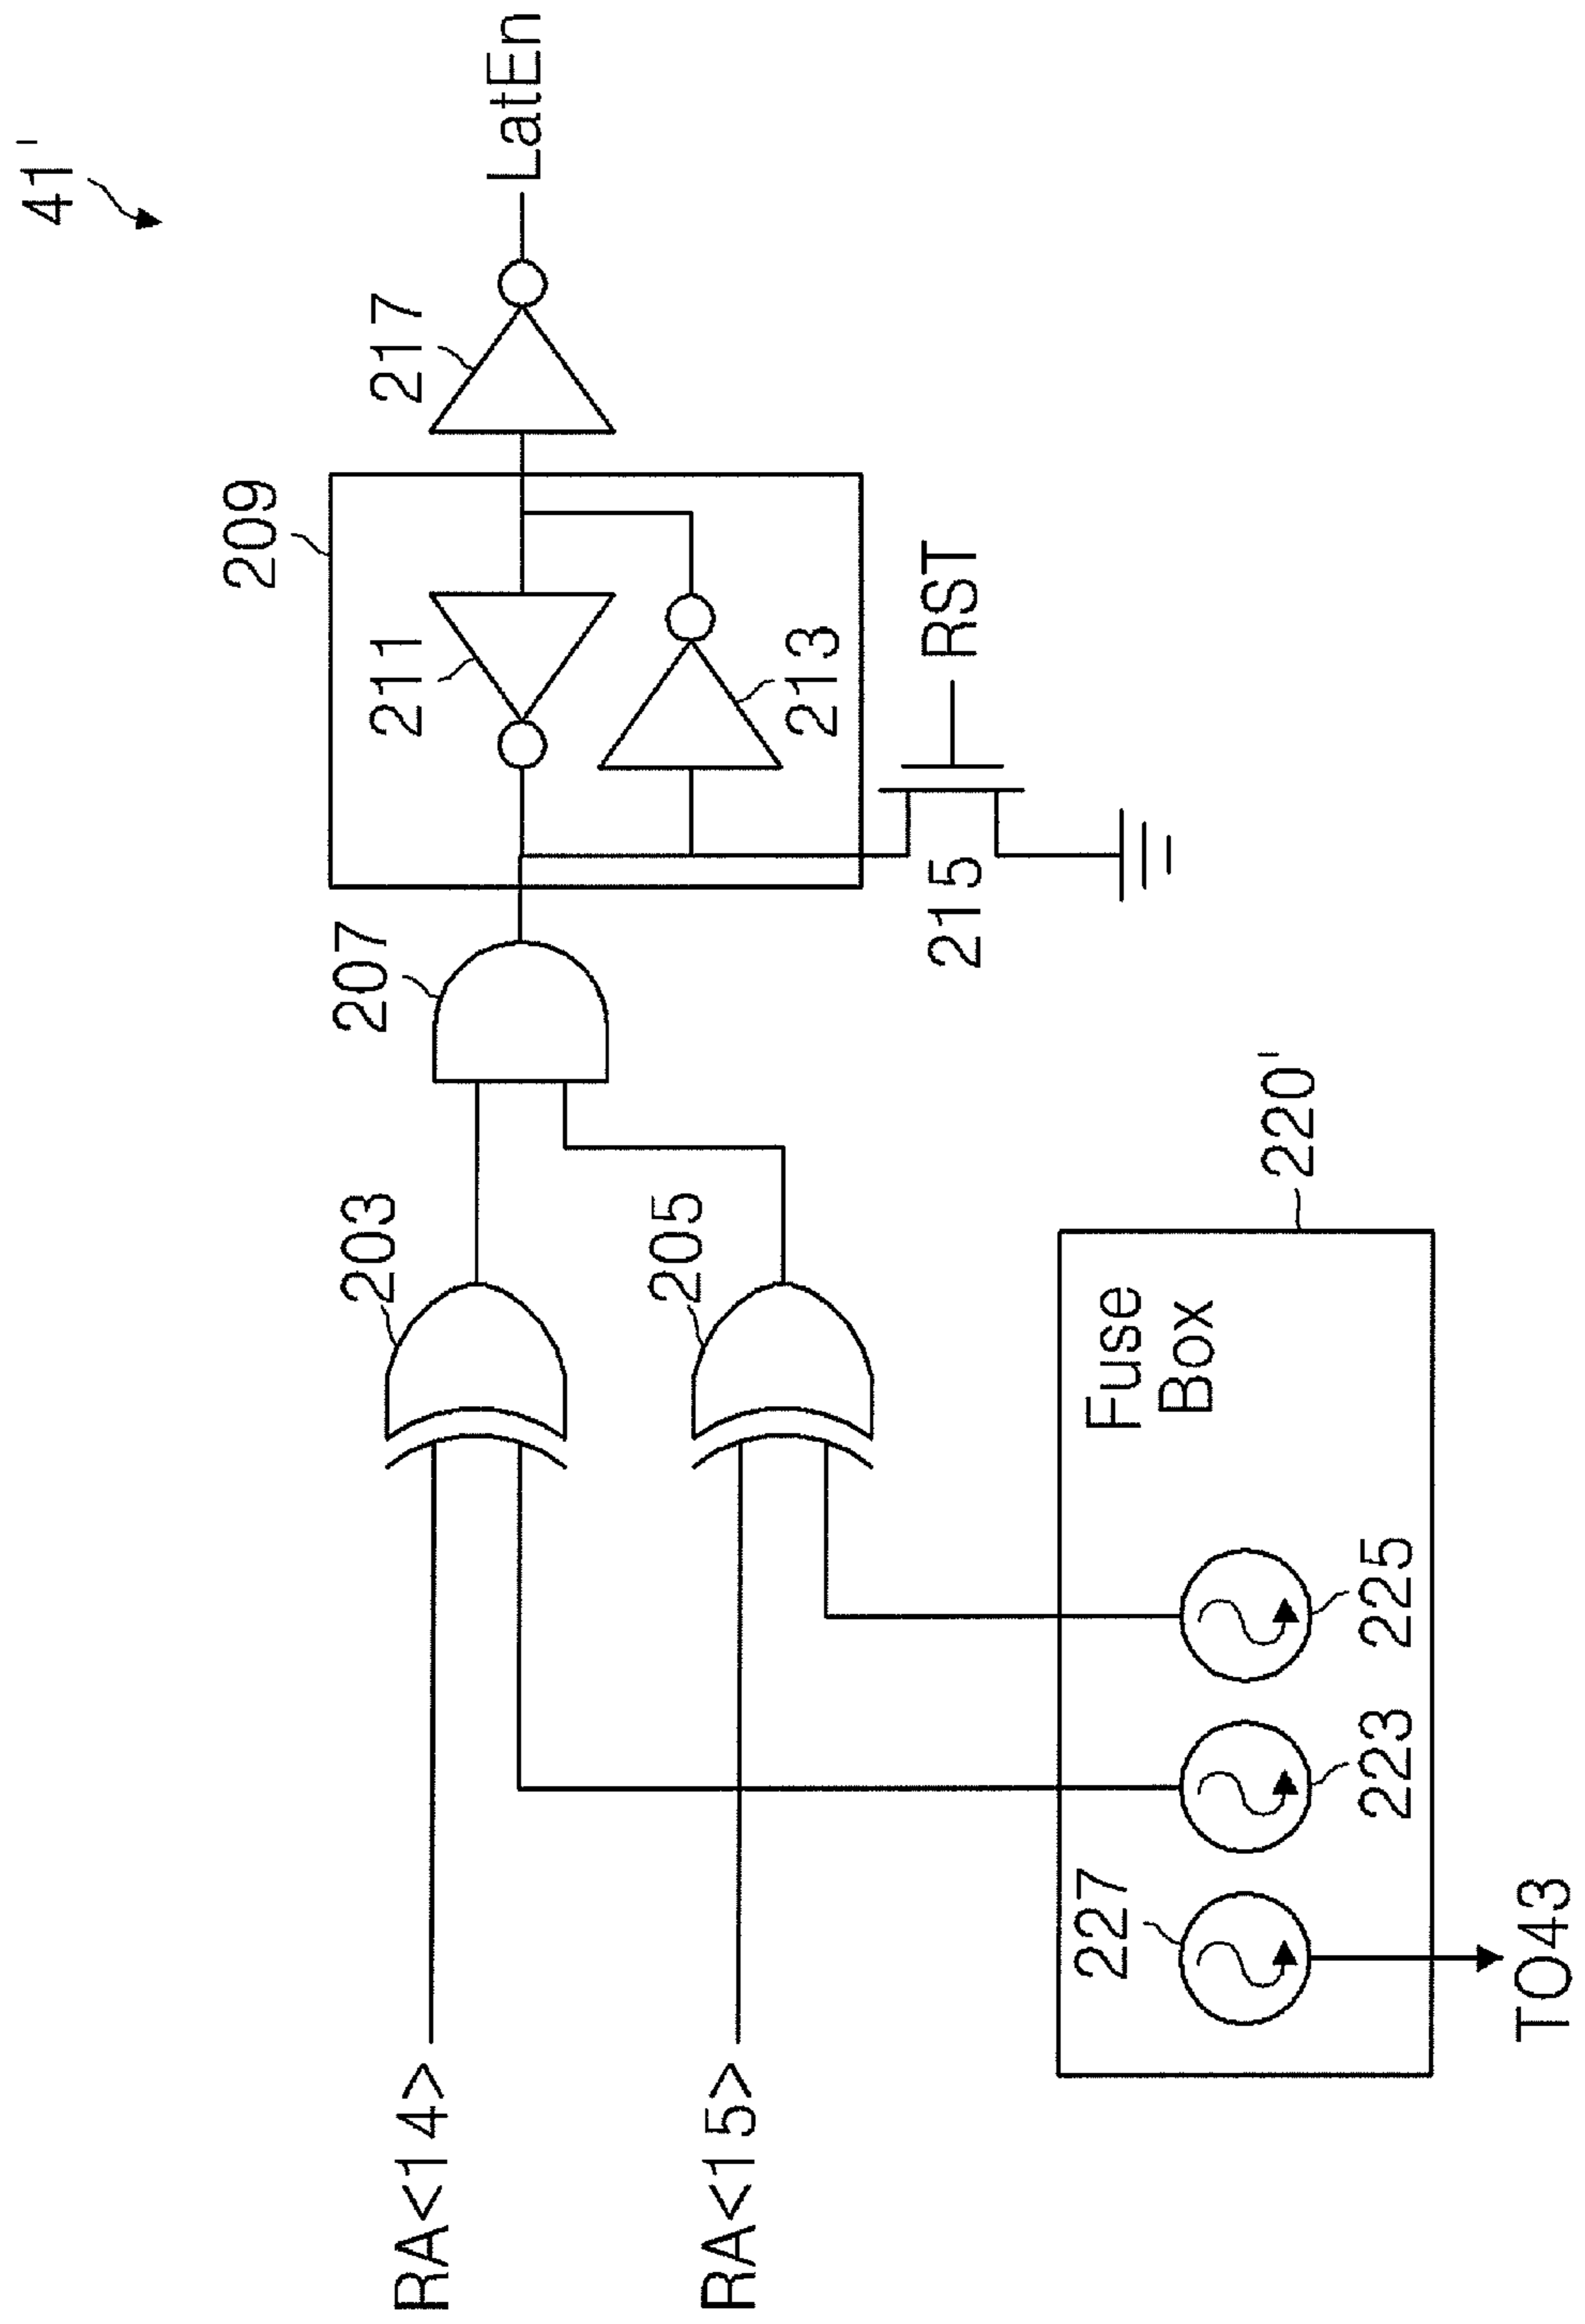 41'
RA<14>
RA<15>
203
205
207
209
211
213
215
RST
217
LatEn
Fuse
Box
220'
227
223
225
TO43